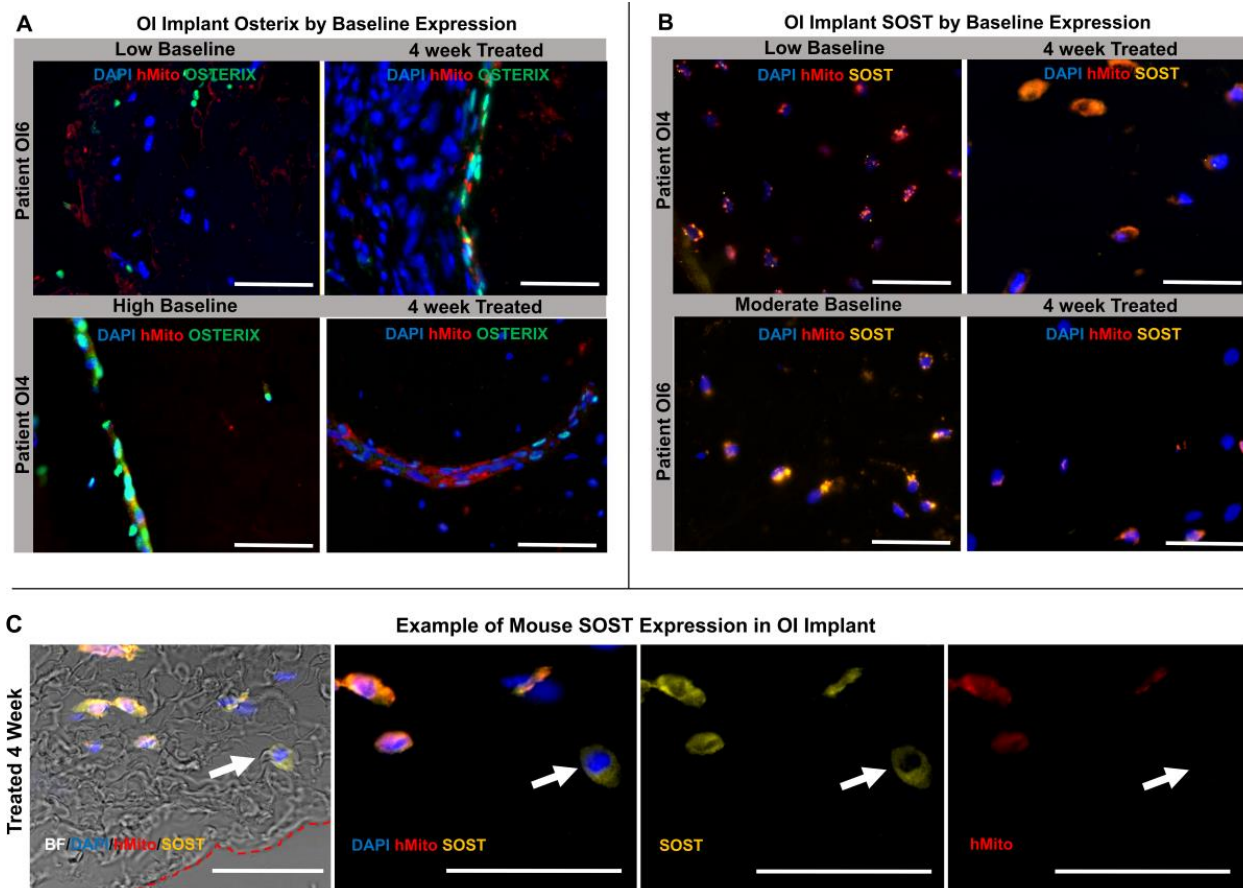 A
OI Implant Osterix by Baseline Expression
Low Baseline
4 week Treated
Patient OI6
DAPI hMito OSTERIX
DAPI hMito OSTERIX
High Baseline
4 week Treated
Patient OI4
DAPI hMito OSTERIX
DAPI hMito OSTERIX
B
OI Implant SOST by Baseline Expression
Low Baseline
4 week Treated
Patient OI4
DAPI hMito SOST
DAPI hMito SOST
Moderate Baseline
4 week Treated
Patient OI6
DAPI hMito SOST
DAPI hMito SOST
C
Example of Mouse SOST Expression in OI Implant
Treated 4 Week
BF/DAPI/hMito/SOST
DAPI hMito SOST
SOST
hMito